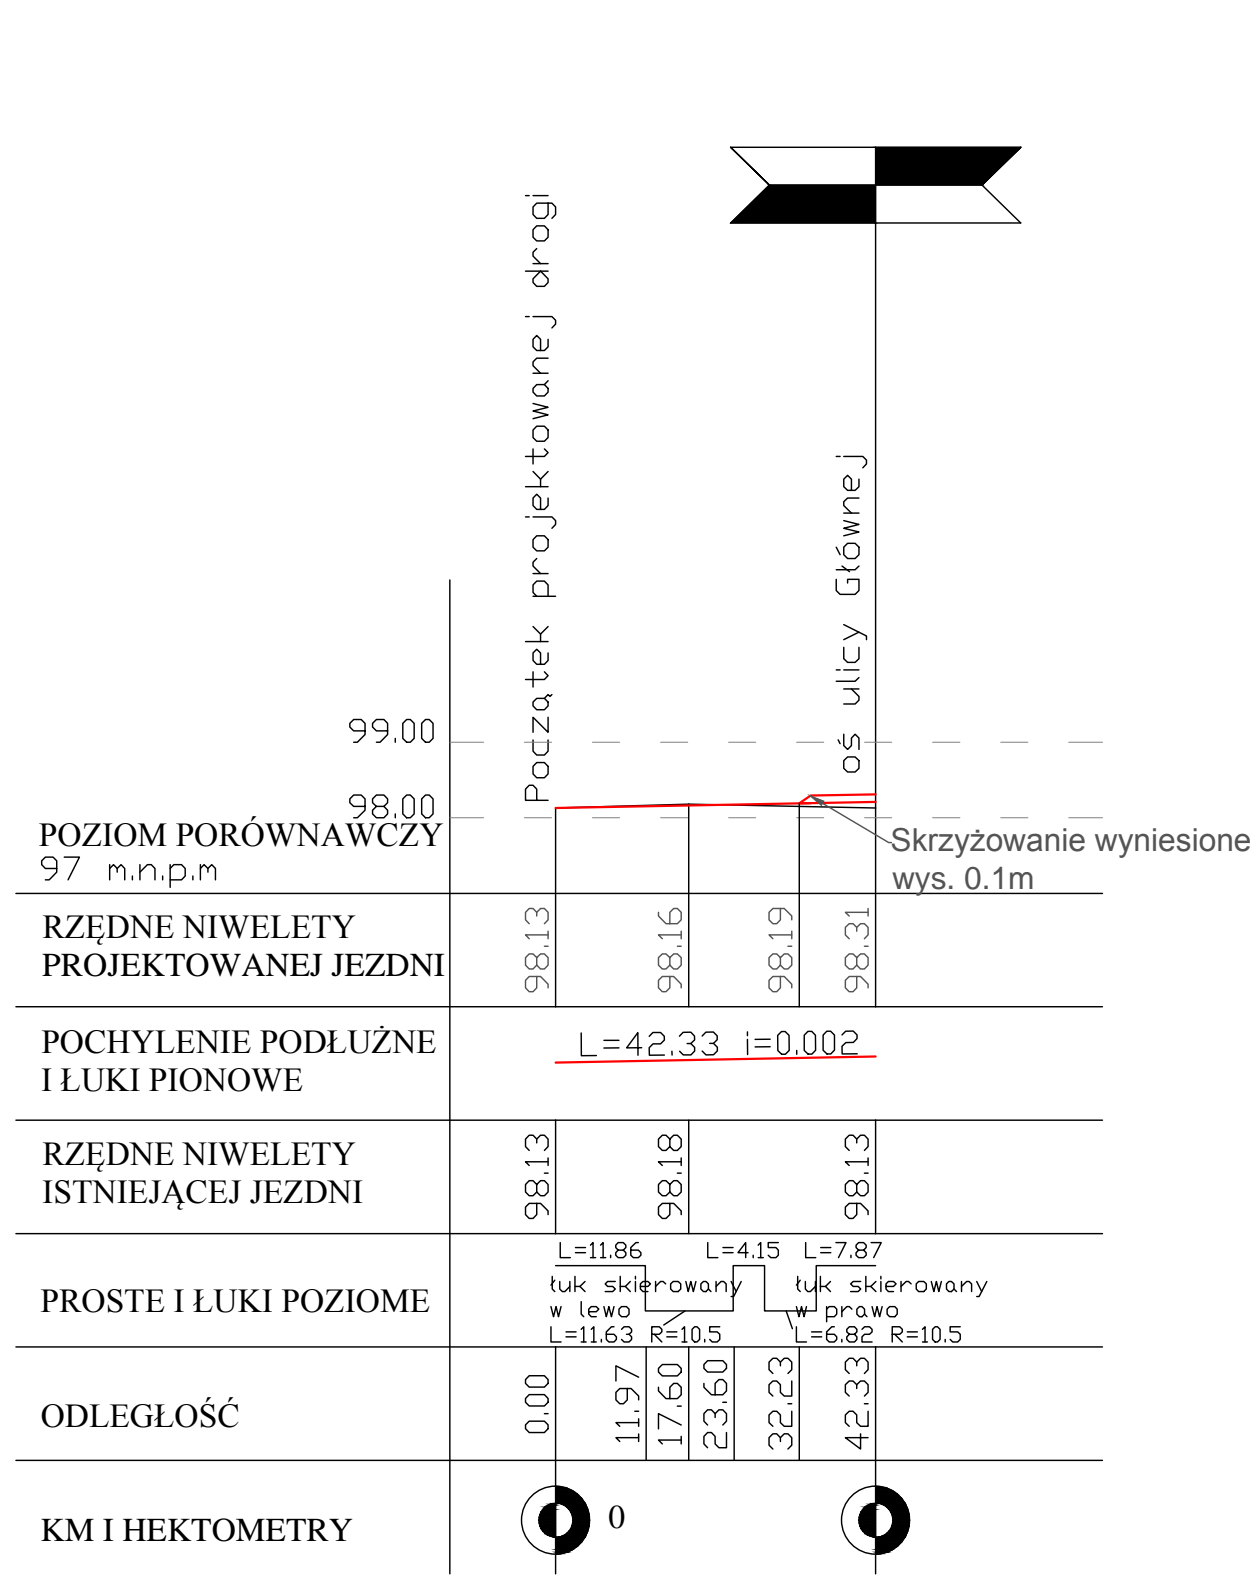 Początek projektowanej drogi
oś ulicy Głównej
99.00
98.00
POZIOM PORÓWNAWCZY
97 m.n.p.m
Skrzyżowanie wyniesione
wys. 0.1m
RZĘDNE NIWELETY
PROJEKTOWANEJ JEZDNI
98.13
98.16
98.19
98.31
POCHYLENIE PODŁUŻNE
I ŁUKI PIONOWE
L=42.33 i=0.002
RZĘDNE NIWELETY
ISTNIEJĄCEJ JEZDNI
98.13
98.18
98.13
PROSTE I ŁUKI POZIOME
L=11.86
L=4.15
L=7.87
łuk skierowany
w lewo
L=11.63 R=10.5
łuk skierowany
w prawo
L=6.82 R=10.5
ODLEGŁOŚĆ
0.00
11.97
17.60
23.60
32.23
42.33
KM I HEKTOMETRY
0